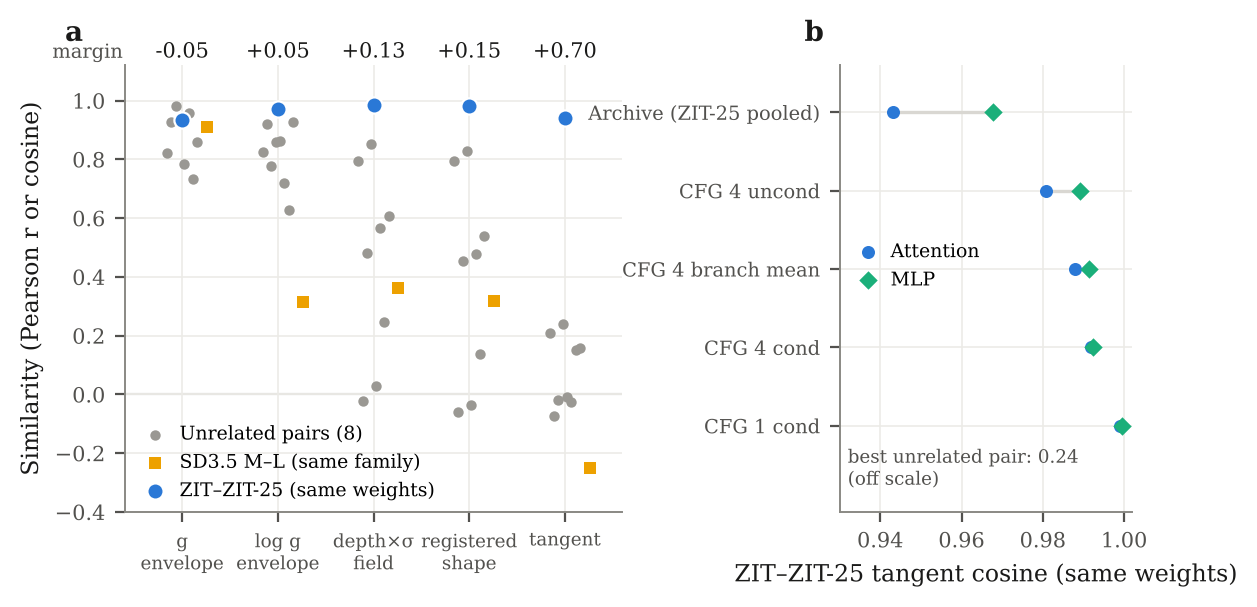 a
margin -0.05 +0.05 +0.13 +0.15 +0.70
Similarity (Pearson r or cosine)
1.0
0.8
0.6
0.4
0.2
0.0
−0.2
−0.4
Unrelated pairs (8)
SD3.5 M–L (same family)
ZIT–ZIT-25 (same weights)
g envelope
log g envelope
depth×σ field
registered shape
tangent
b
Archive (ZIT-25 pooled)
CFG 4 uncond
CFG 4 branch mean
CFG 4 cond
CFG 1 cond
Attention
MLP
best unrelated pair: 0.24
(off scale)
0.94 0.96 0.98 1.00
ZIT–ZIT-25 tangent cosine (same weights)